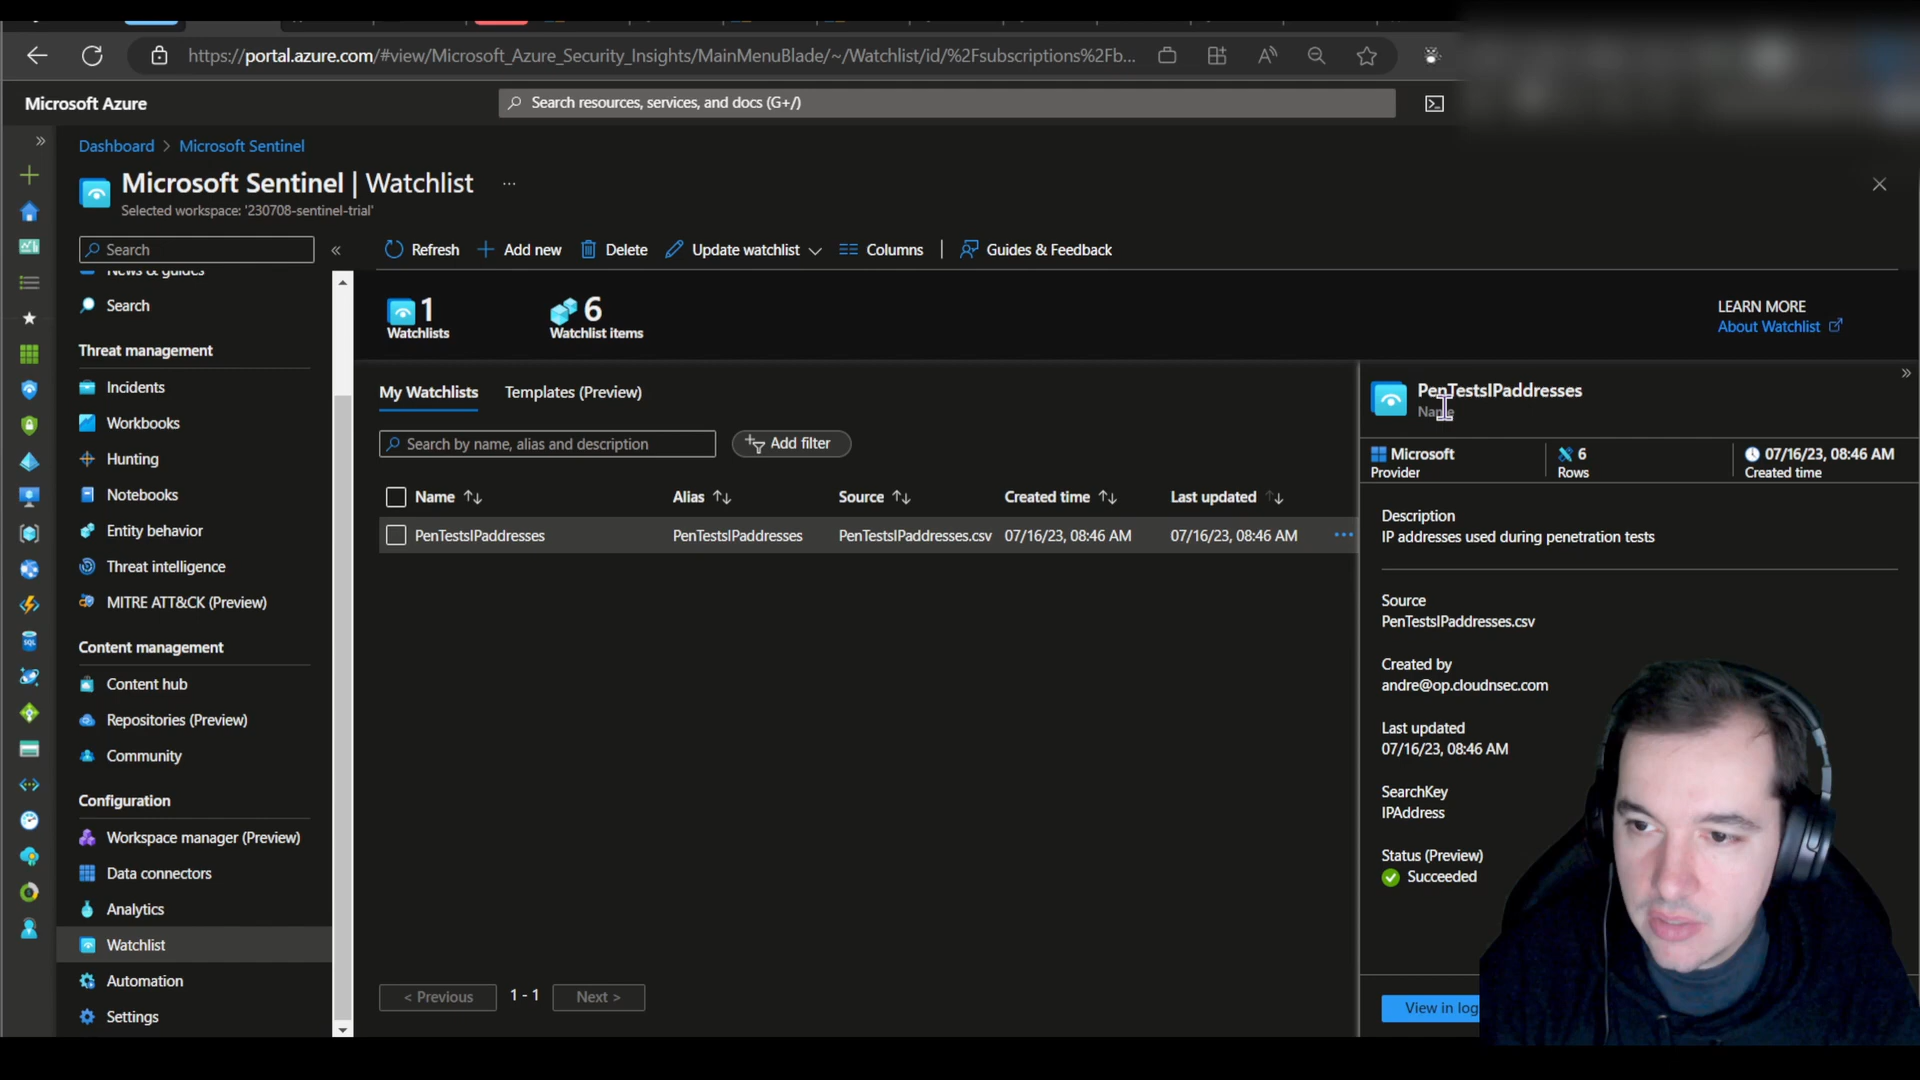 https://portal.azure.com/#view/Microsoft_Azure_Security_Insights/MainMenuBlade/~/Watchlist/id/%2Fsubscriptions%2Fb...
Microsoft Azure
Search resources, services, and docs (G+/)
Dashboard > Microsoft Sentinel
Microsoft Sentinel | Watchlist ...
Selected workspace: '230708-sentinel-trial'
Search
Refresh
Add new
Delete
Update watchlist
Columns
Guides & Feedback
News & guides
Search
Threat management
Incidents
Workbooks
Hunting
Notebooks
Entity behavior
Threat intelligence
MITRE ATT&CK (Preview)
Content management
Content hub
Repositories (Preview)
Community
Configuration
Workspace manager (Preview)
Data connectors
Analytics
Watchlist
Automation
Settings
1
Watchlists
6
Watchlist items
LEARN MORE
About Watchlist
My Watchlists
Templates (Preview)
Search by name, alias and description
Add filter
Name Alias Source Created time Last updated
PenTestsIPaddresses PenTestsIPaddresses PenTestsIPaddresses.csv 07/16/23, 08:46 AM 07/16/23, 08:46 AM ...
< Previous 1 - 1 Next >
PenTestsIPaddresses
Name
Microsoft
Provider
6
Rows
07/16/23, 08:46 AM
Created time
Description
IP addresses used during penetration tests
Source
PenTestsIPaddresses.csv
Created by
andre@op.cloudnsec.com
Last updated
07/16/23, 08:46 AM
SearchKey
IPAddress
Status (Preview)
Succeeded
View in log